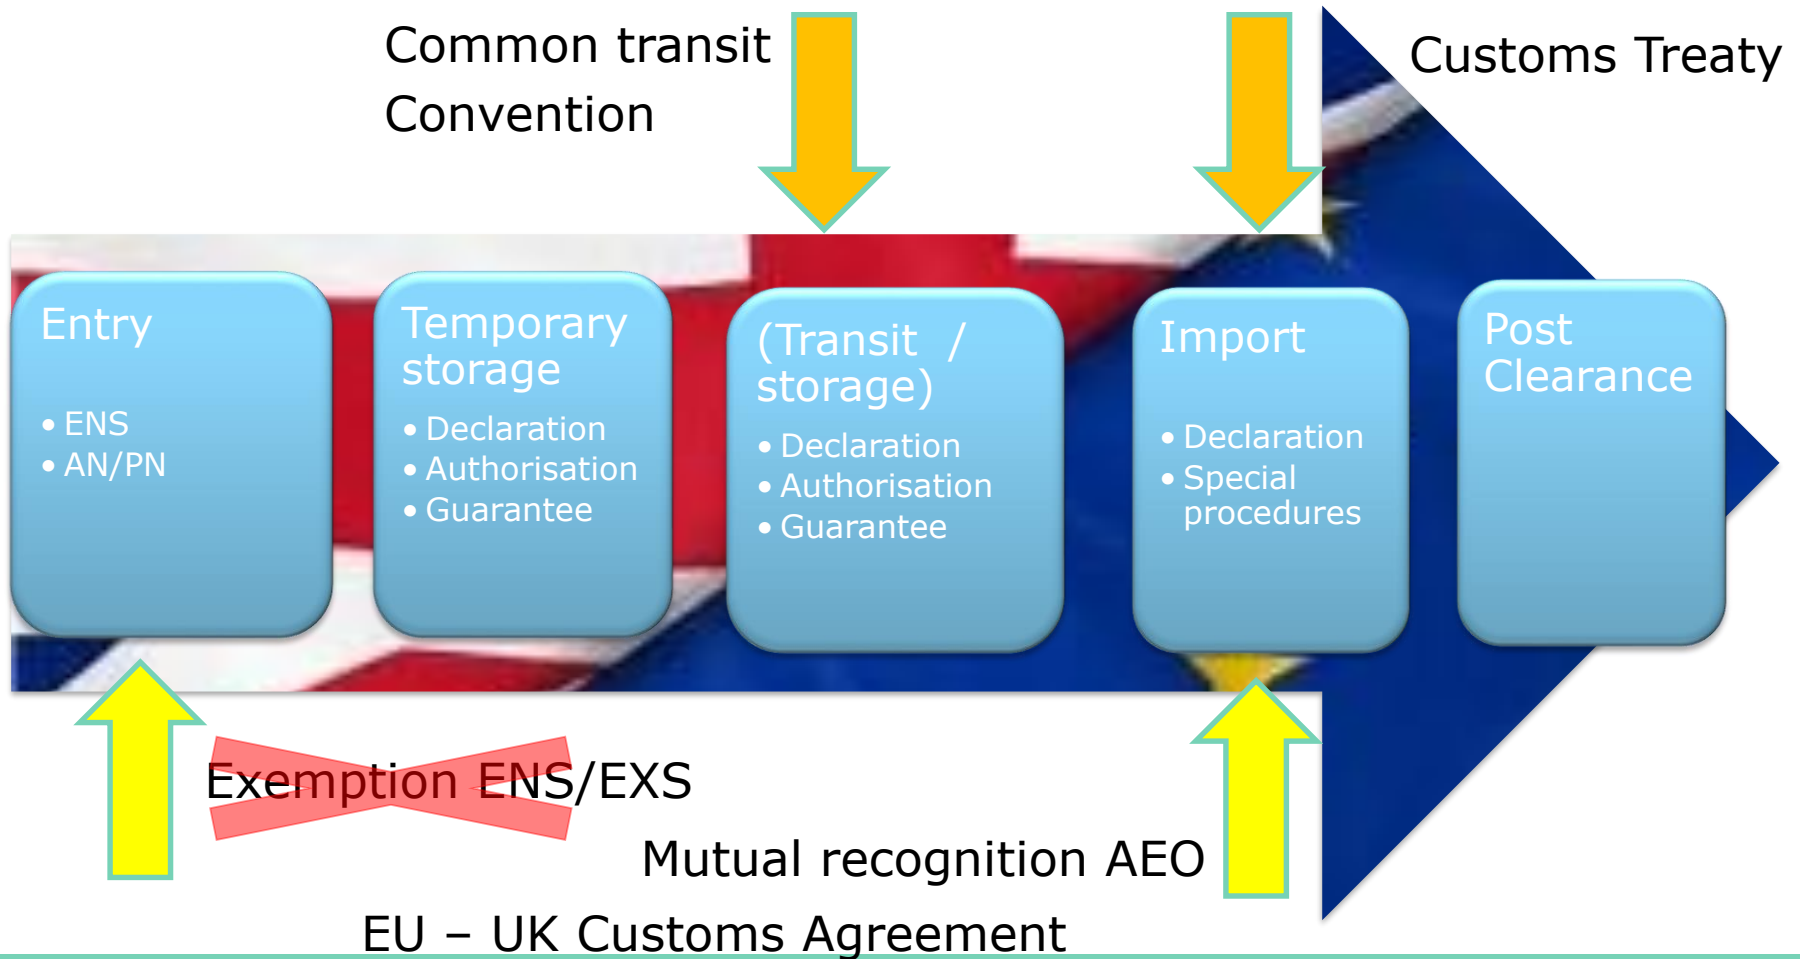 Common transit
Convention
Customs Treaty
Entry
• ENS
• AN/PN
Temporary
storage
• Declaration
• Authorisation
• Guarantee
(Transit /
storage)
• Declaration
• Authorisation
• Guarantee
Import
• Declaration
• Special
procedures
Post
Clearance
Exemption ENS/EXS
Mutual recognition AEO
EU – UK Customs Agreement